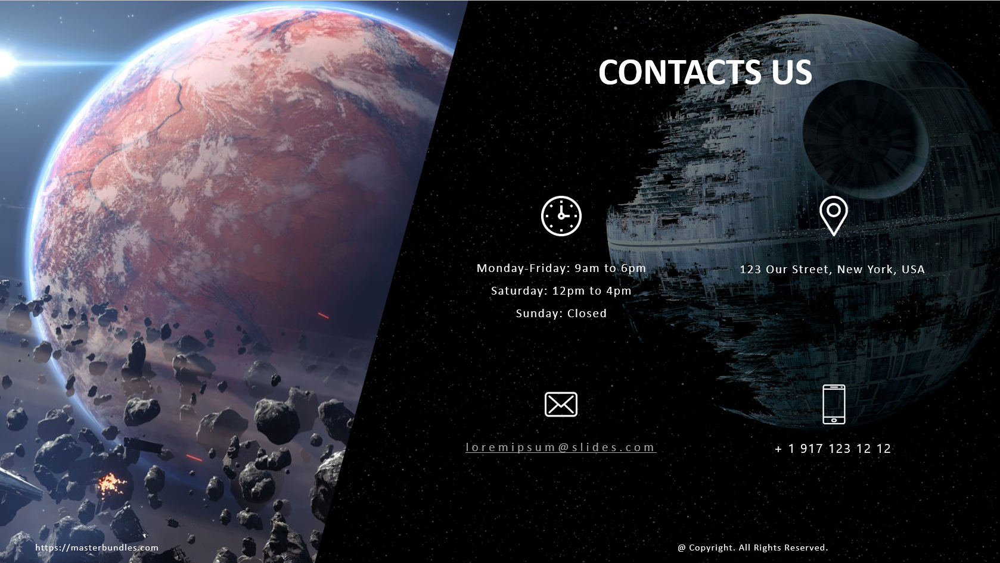 CONTACTS US
Monday-Friday: 9am to 6pm
Saturday: 12pm to 4pm
Sunday: Closed
123 Our Street, New York, USA
loremipsum@slides.com
+ 1 917 123 12 12
https://masterbundles.com
@ Copyright. All Rights Reserved.